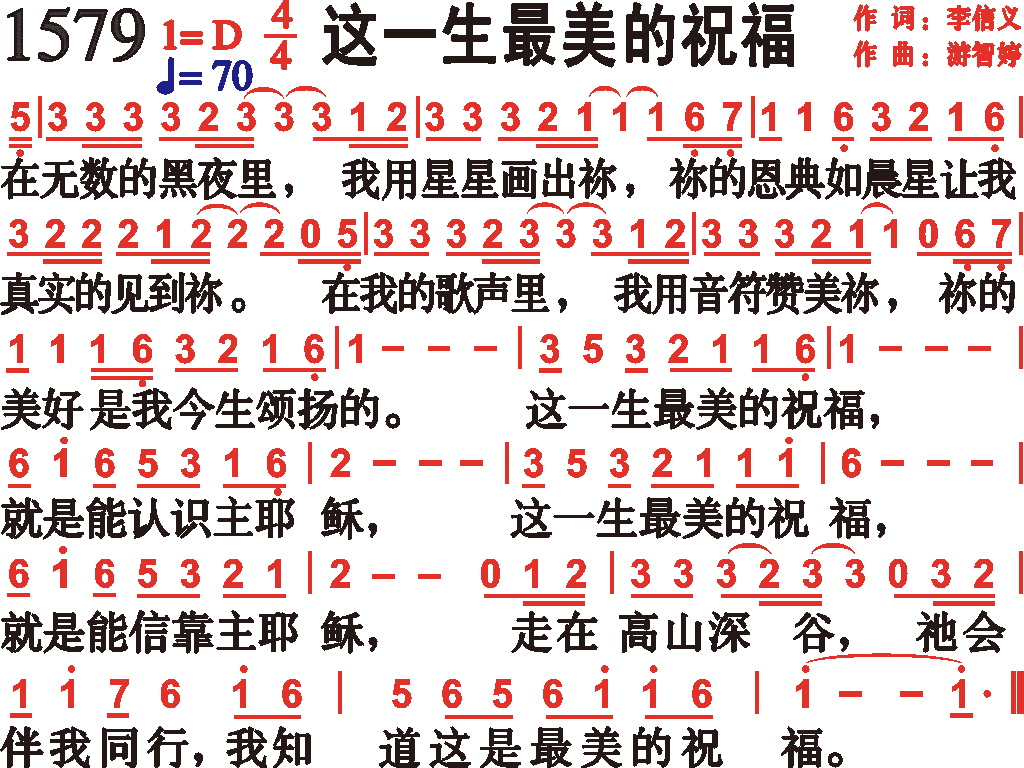 1579 1=D 4/4 ♩=70 这一生最美的祝福 作 词：李信义
作 曲：游智婷
5|3 3 3 3 2 3 3 3 1 2|3 3 3 2 1 1 1 6 7|1 1 6 3 2 1 6|
在无数的黑夜里， 我用星星画出祢，祢的恩典如晨星让我
3 2 2 2 1 2 2 2 0 5|3 3 3 2 3 3 3 1 2|3 3 3 2 1 1 0 6 7|
真实的见到祢。 在我的歌声里， 我用音符赞美祢， 祢的
1 1 1 6 3 2 1 6|1 - - -|3 5 3 2 1 1 6|1 - - -|
美好是我今生颂扬的。 这一生最美的祝福，
6 1 6 5 3 1 6|2 - - -|3 5 3 2 1 1 1|6 - - -|
就是能认识主耶 稣， 这一生最美的祝 福，
6 1 6 5 3 2 1|2 - - 0 1 2|3 3 3 2 3 3 0 3 2|
就是能信靠主耶 稣， 走在 高山深 谷， 祂会
1 1 7 6 1 6| 5 6 5 6 1 1 6| 1 - - 1·‖
伴我同行，我知 道这是最美的祝 福。